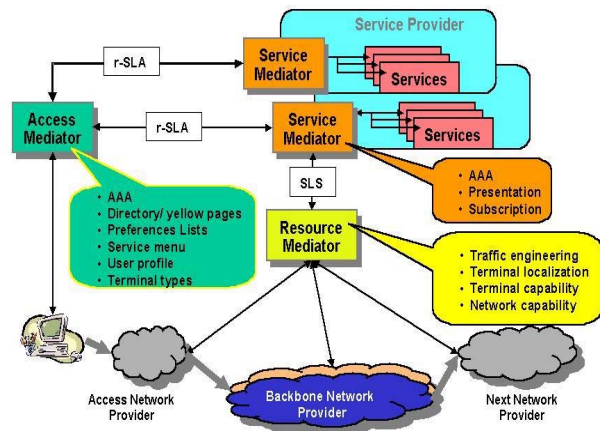 Service Provider
Service
Mediator
Services
r-SLA
Access
Mediator
r-SLA
Service
Mediator
Services
SLS
• AAA
• Presentation
• Subscription
• AAA
• Directory/ yellow pages
• Preferences Lists
• Service menu
• User profile
• Terminal types
Resource
Mediator
• Traffic engineering
• Terminal localization
• Terminal capability
• Network capability
Access Network
Provider
Backbone Network
Provider
Next Network
Provider